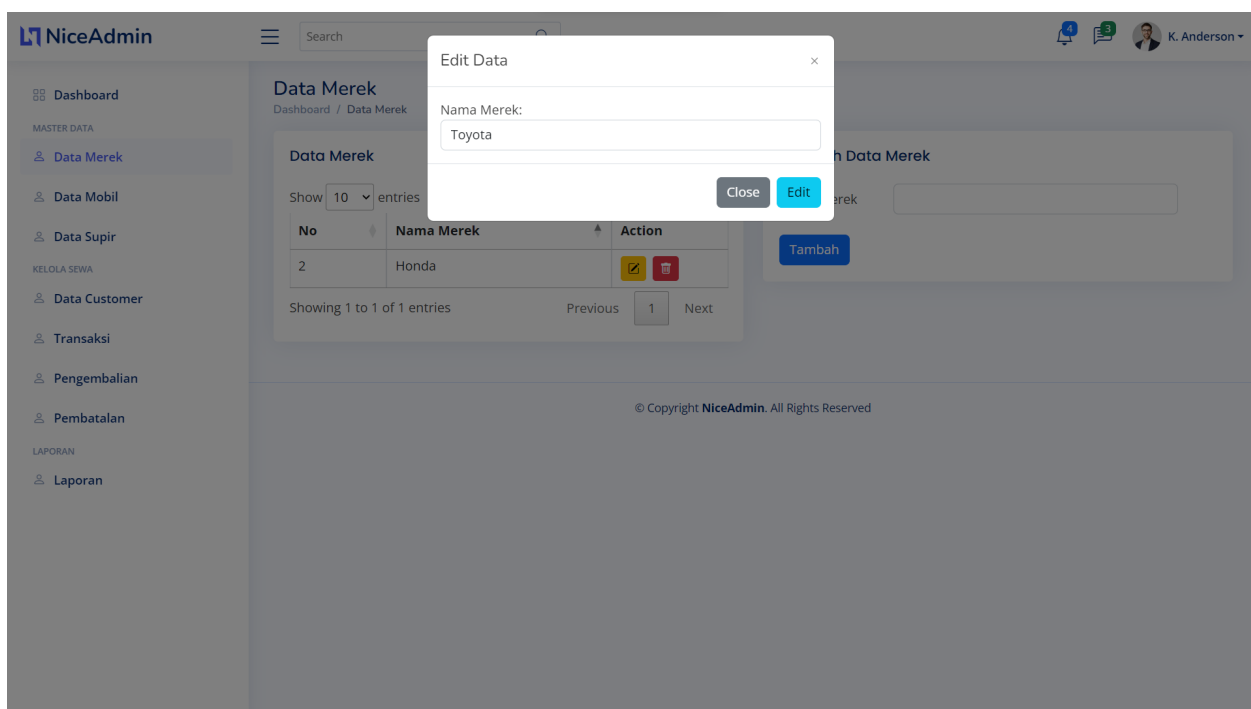 NiceAdmin
Search
4
3
K. Anderson
Edit Data
×
Nama Merek:
Toyota
Close
Edit
Dashboard
MASTER DATA
Data Merek
Data Mobil
Data Supir
KELOLA SEWA
Data Customer
Transaksi
Pengembalian
Pembatalan
LAPORAN
Laporan
Data Merek
Dashboard / Data Merek
Data Merek
Show 10 entries
No Nama Merek Action
2 Honda
Showing 1 to 1 of 1 entries Previous 1 Next
h Data Merek
erek
Tambah
© Copyright NiceAdmin. All Rights Reserved